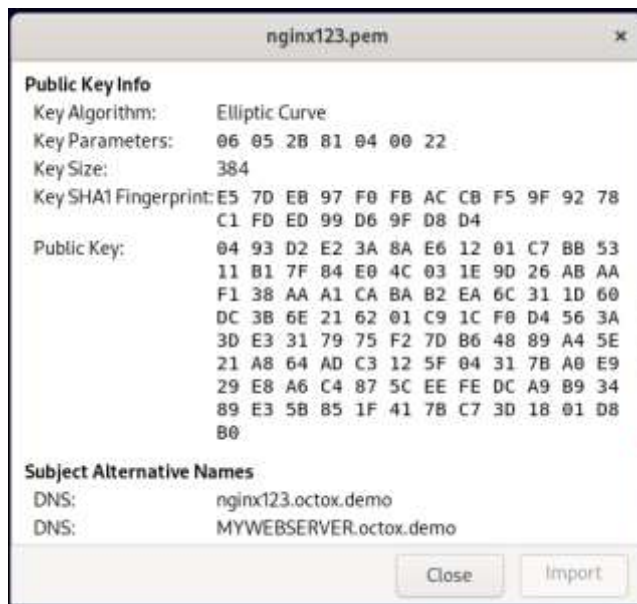 nginx123.pem
Public Key Info
Key Algorithm: Elliptic Curve
Key Parameters: 06 05 2B 81 04 00 22
Key Size: 384
Key SHA1 Fingerprint: E5 7D EB 97 F0 FB AC CB F5 9F 92 78
C1 FD ED 99 D6 9F D8 D4
Public Key: 04 93 D2 E2 3A 8A E6 12 01 C7 BB 53
11 B1 7F 84 E0 4C 03 1E 9D 26 AB AA
F1 38 AA A1 CA BA B2 EA 6C 31 1D 60
DC 3B 6E 21 62 01 C9 1C F0 D4 56 3A
3D E3 31 79 75 F2 7D B6 48 89 A4 5E
21 A8 64 AD C3 12 5F 04 31 7B A0 E9
29 E8 A6 C4 87 5C EE FE DC A9 B9 34
89 E3 5B 85 1F 41 7B C7 3D 18 01 D8
B0
Subject Alternative Names
DNS: nginx123.octox.demo
DNS: MYWEBSERVER.octox.demo
Close Import